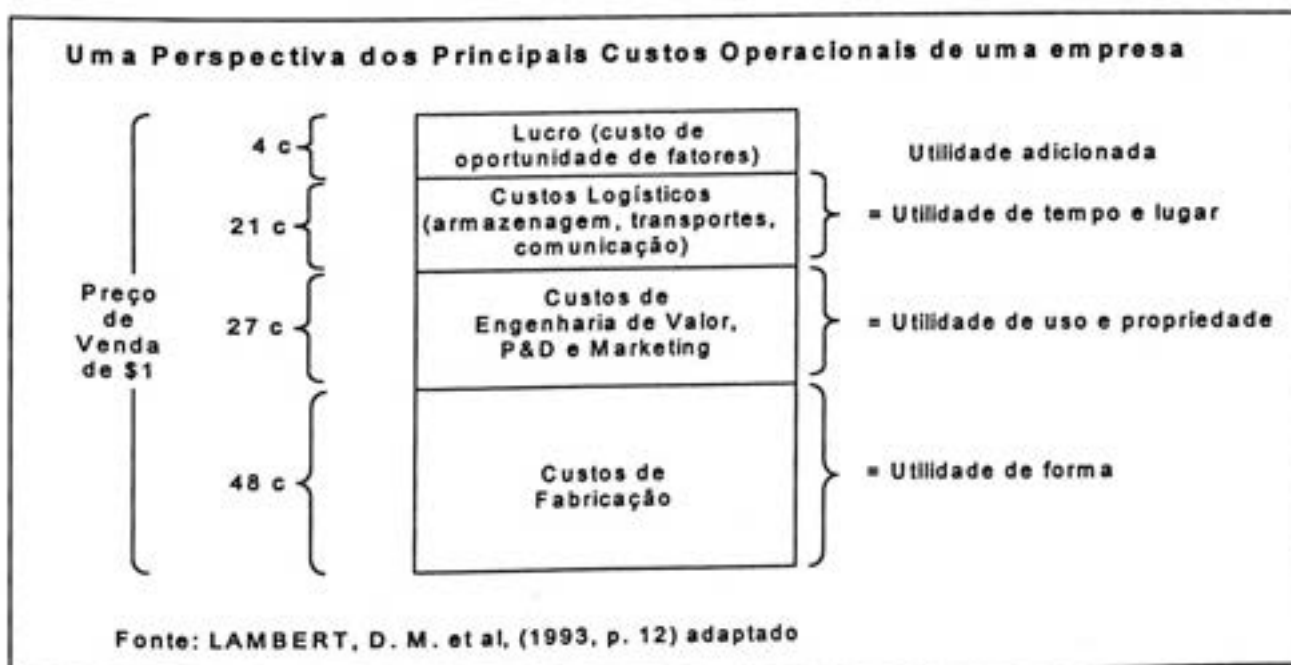 Uma Perspectiva dos Principais Custos Operacionais de uma empresa
Preço
de
Venda
de $1
4 c
Lucro (custo de
oportunidade de fatores)
Utilidade adicionada
21 c
Custos Logísticos
(armazenagem, transportes,
comunicação)
= Utilidade de tempo e lugar
27 c
Custos de
Engenharia de Valor,
P&D e Marketing
= Utilidade de uso e propriedade
48 c
Custos de
Fabricação
= Utilidade de forma
Fonte: LAMBERT, D. M. et al, (1993, p. 12) adaptado